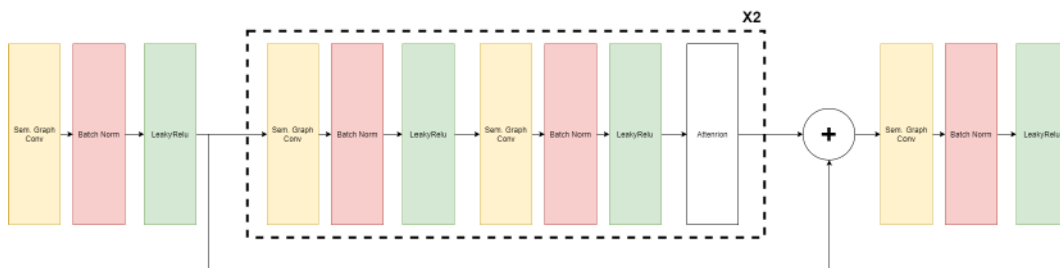 X2
Sem. Graph
Conv
Batch Norm
LeakyRelu
Sem. Graph
Conv
Batch Norm
LeakyRelu
Sem. Graph
Conv
Batch Norm
LeakyRelu
Attenrion
+
Sem. Graph
Conv
Batch Norm
LeakyRelu